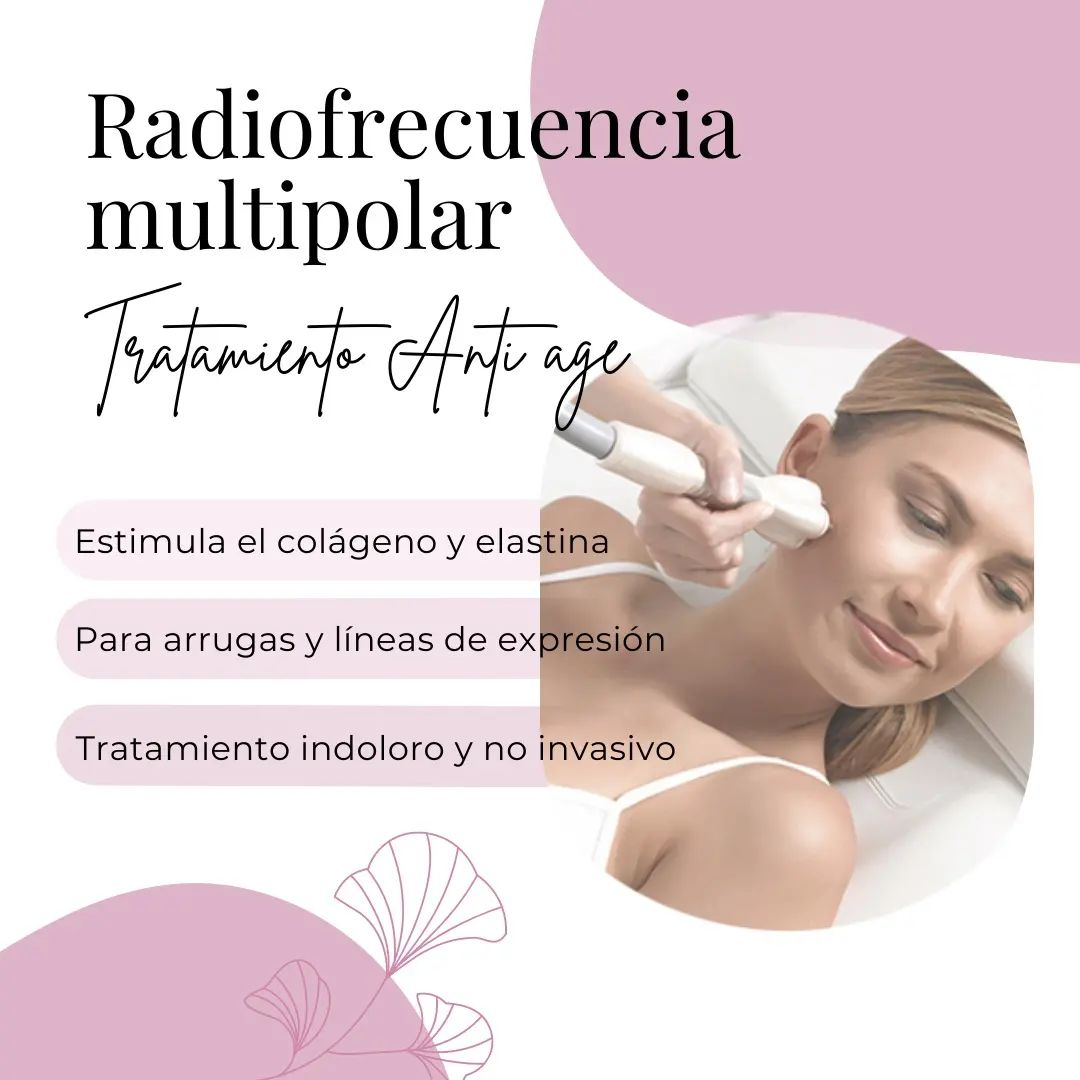 Radiofrecuencia
multipolar
Tratamiento Anti age
Estimula el colágeno y elastina
Para arrugas y líneas de expresión
Tratamiento indoloro y no invasivo